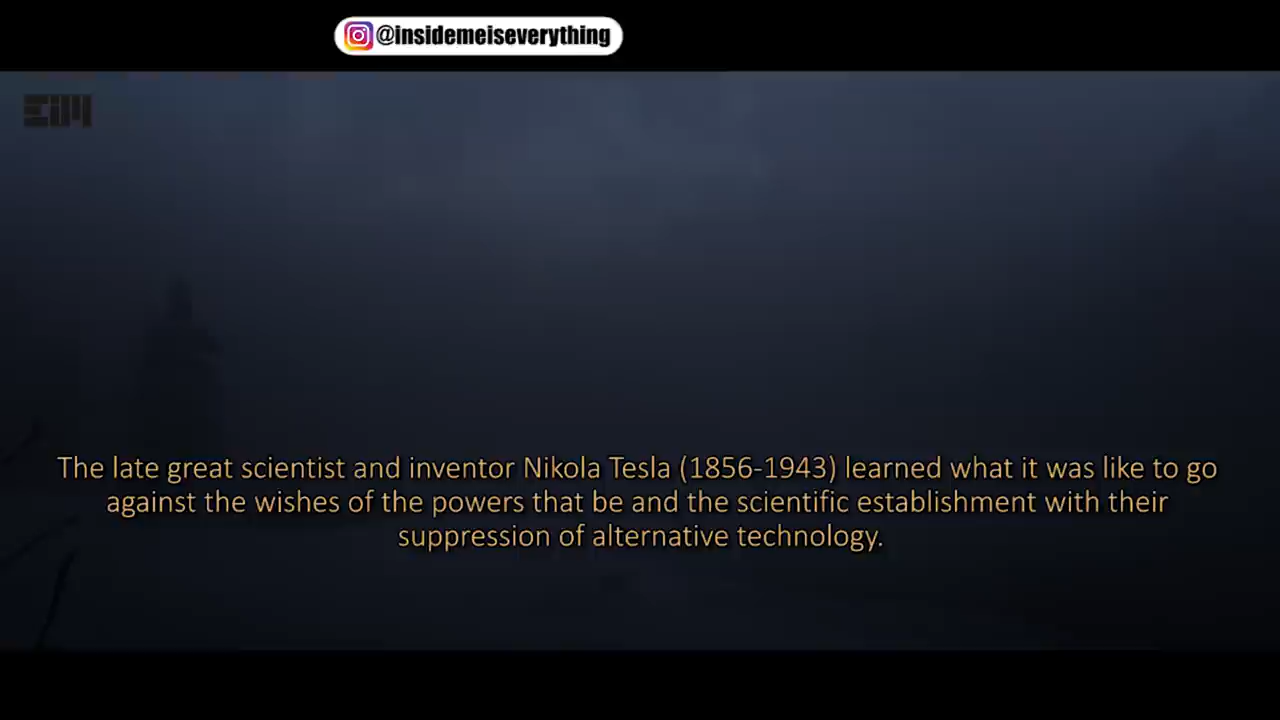 @insidemeiseverything
EIM
The late great scientist and inventor Nikola Tesla (1856-1943) learned what it was like to go
against the wishes of the powers that be and the scientific establishment with their
suppression of alternative technology.